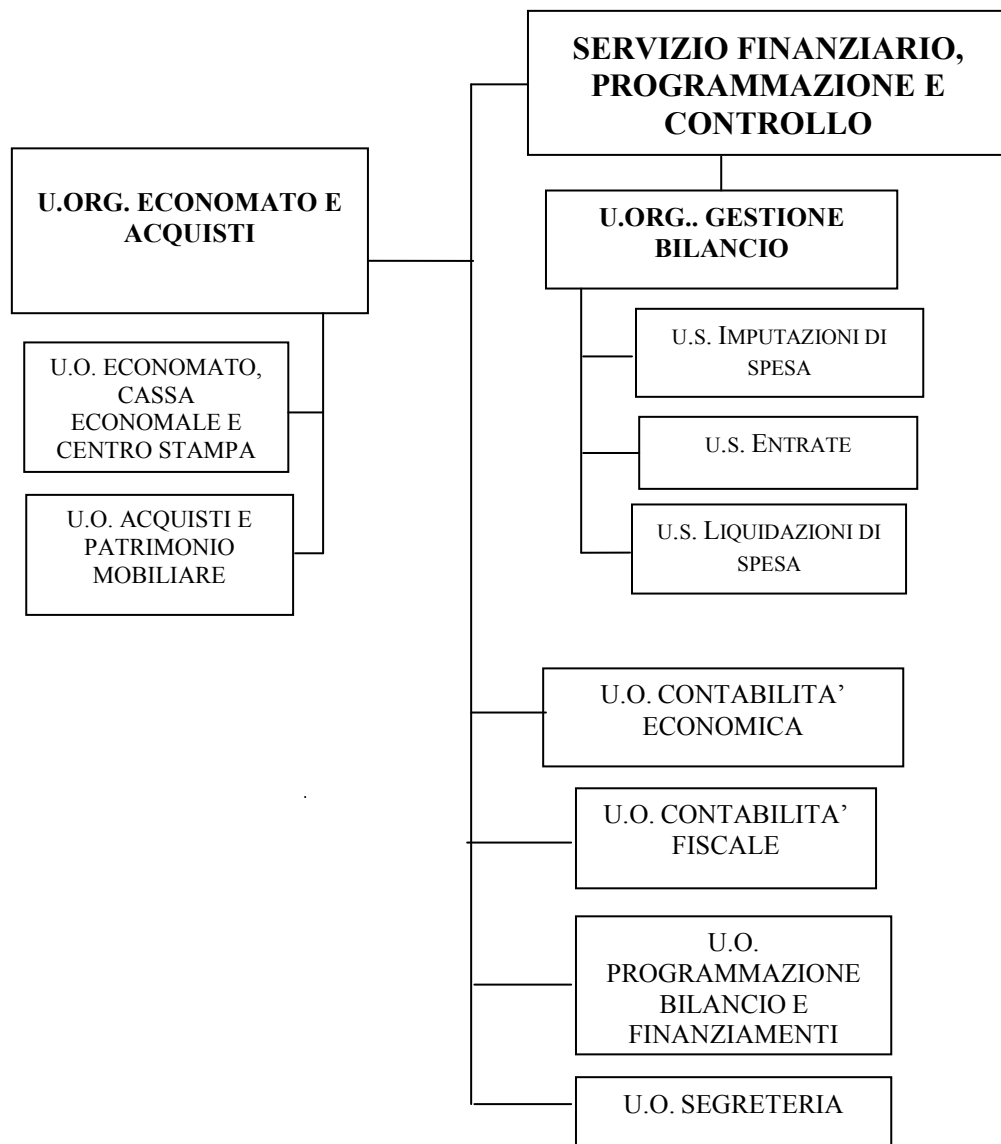 SERVIZIO FINANZIARIO,
PROGRAMMAZIONE E
CONTROLLO
U.ORG. ECONOMATO E
ACQUISTI
U.ORG.. GESTIONE
BILANCIO
U.S. IMPUTAZIONI DI
SPESA
U.O. ECONOMATO,
CASSA
ECONOMALE E
CENTRO STAMPA
U.S. ENTRATE
U.O. ACQUISTI E
PATRIMONIO
MOBILIARE
U.S. LIQUIDAZIONI DI
SPESA
U.O. CONTABILITA’
ECONOMICA
.
U.O. CONTABILITA’
FISCALE
U.O.
PROGRAMMAZIONE
BILANCIO E
FINANZIAMENTI
U.O. SEGRETERIA